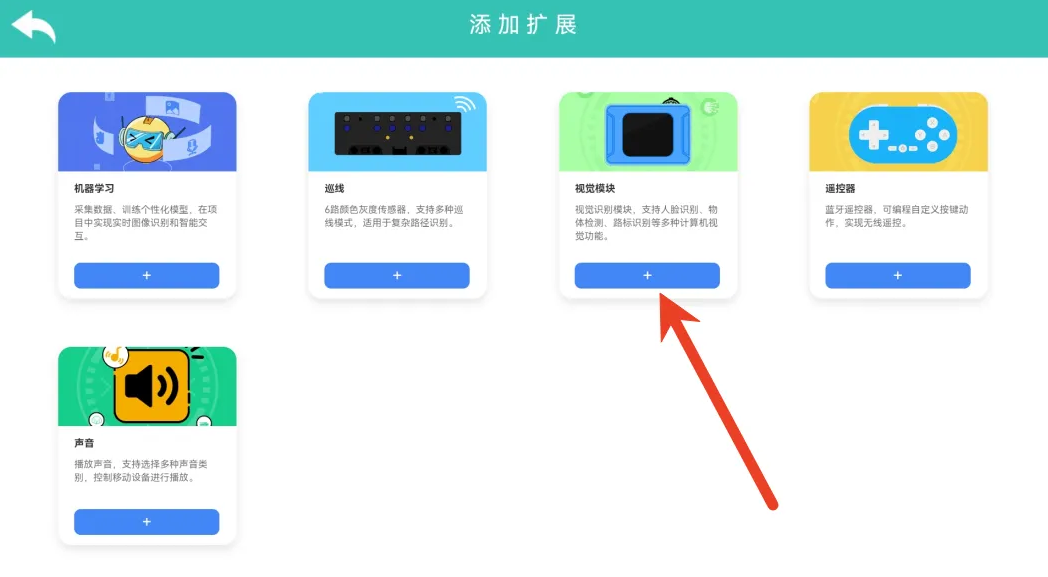 添加扩展
机器学习
采集数据、训练个性化模型，在项
目中实现实时图像识别和智能交
互。
+
巡线
6路颜色灰度传感器，支持多种巡
线模式，适用于复杂路径识别。
+
视觉模块
视觉识别模块，支持人脸识别、物
体检测、路标识别等多种计算机视
觉功能。
+
遥控器
蓝牙遥控器，可编程自定义按键动
作，实现无线遥控。
+
声音
播放声音，支持选择多种声音类
别，控制移动设备进行播放。
+